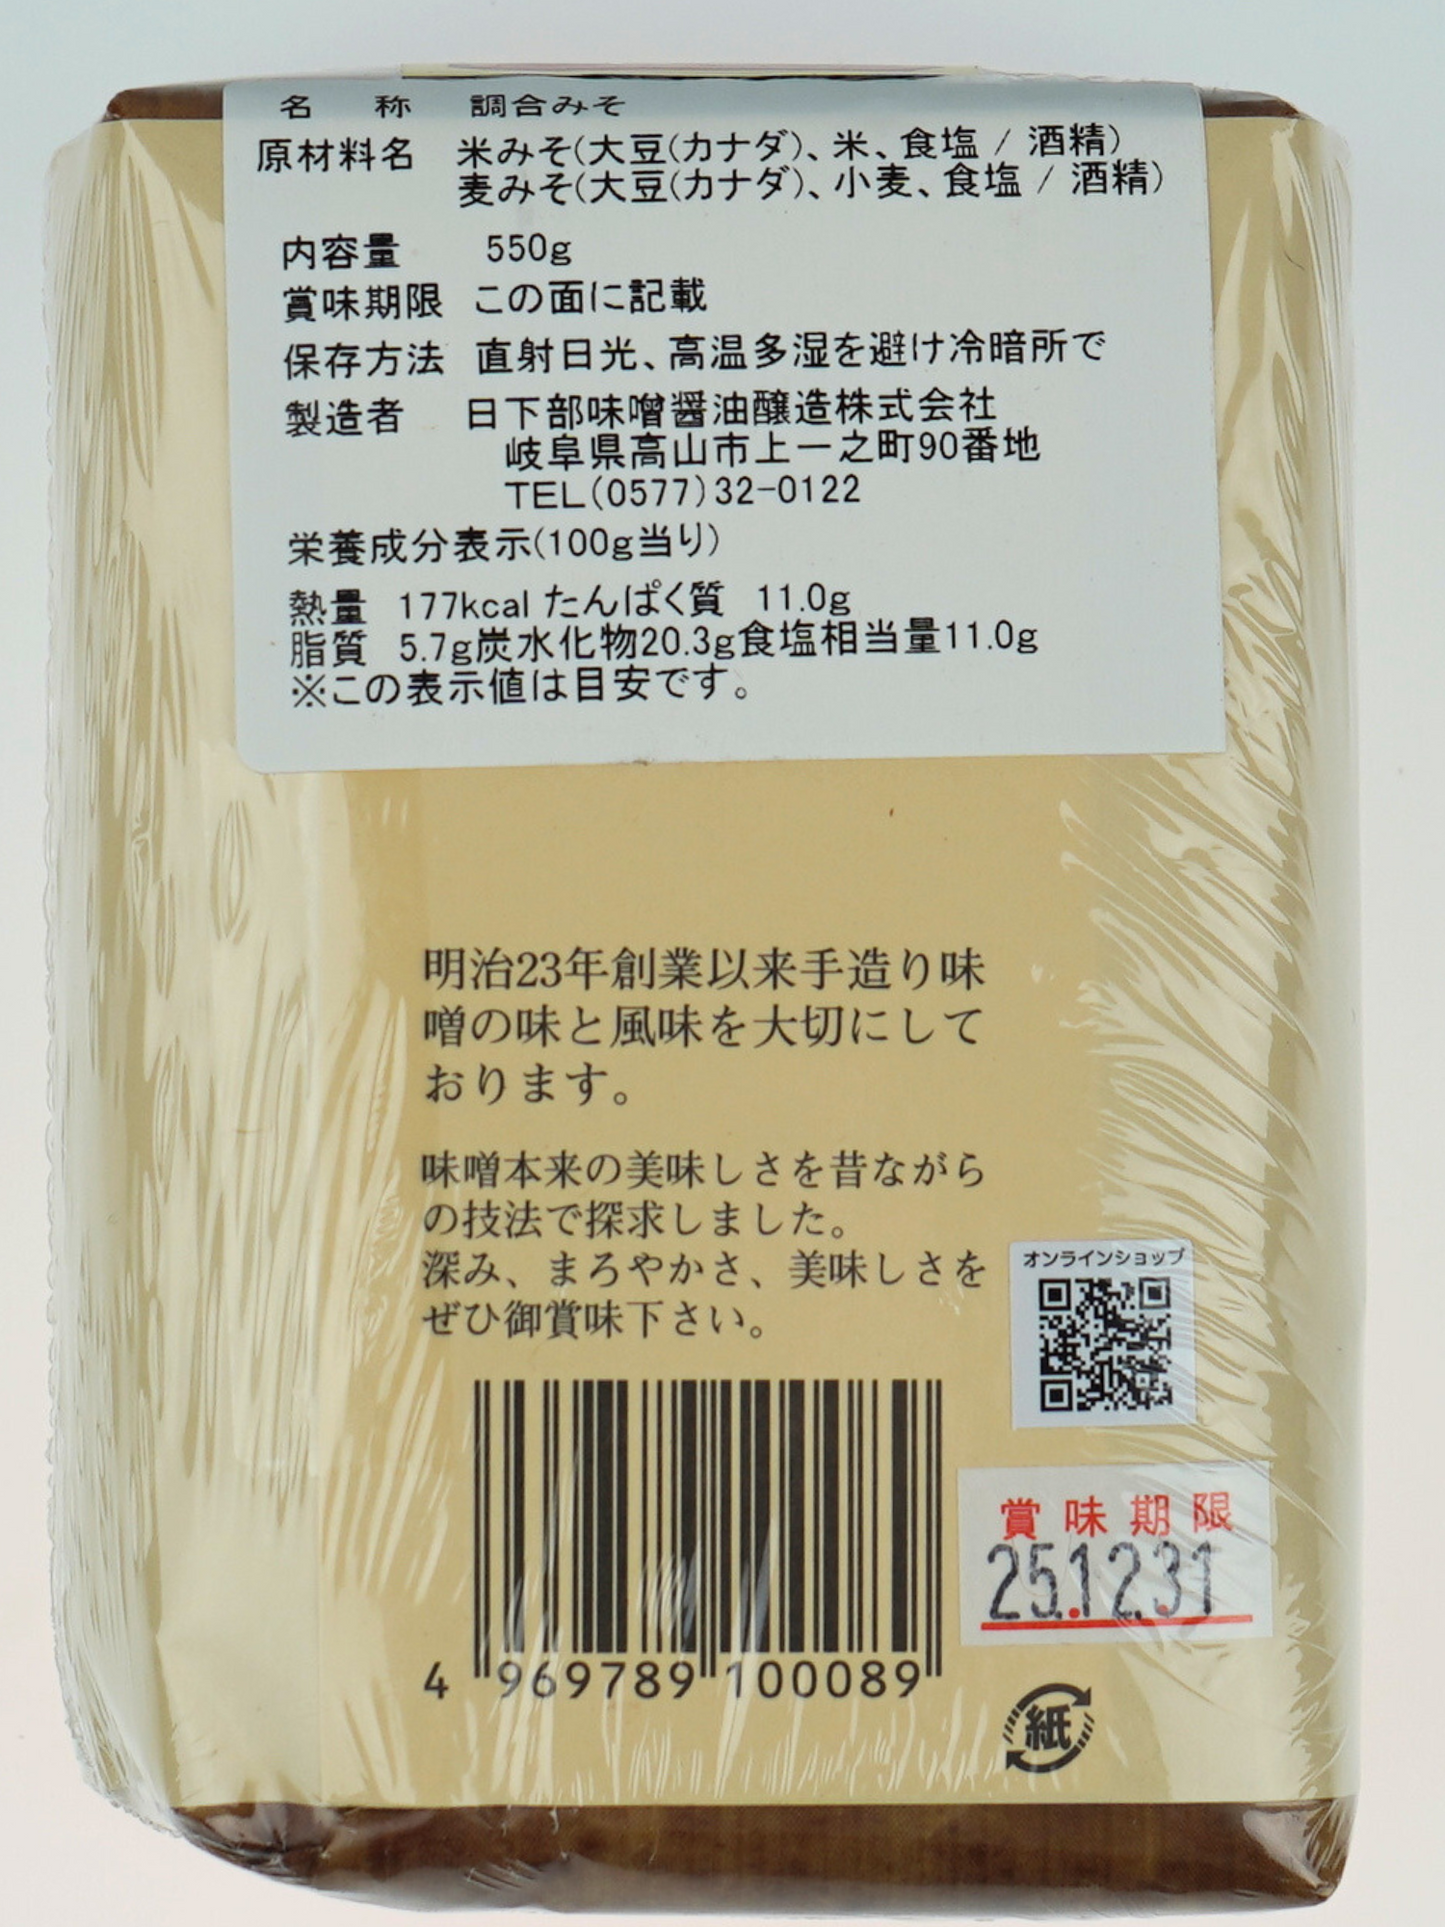 名　称　調合みそ
原材料名　米みそ(大豆(カナダ)、米、食塩 / 酒精)
麦みそ(大豆(カナダ)、小麦、食塩 / 酒精)
内容量　550g
賞味期限　この面に記載
保存方法　直射日光、高温多湿を避け冷暗所で
製造者　日下部味噌醤油醸造株式会社
岐阜県高山市上一之町90番地
TEL(0577)32-0122
栄養成分表示(100g当り)
熱量　177kcal たんぱく質　11.0g
脂質　5.7g炭水化物20.3g食塩相当量11.0g
※この表示値は目安です。
明治23年創業以来手造り味
噌の味と風味を大切にして
おります。
味噌本来の美味しさを昔ながら
の技法で探求しました。
深み、まろやかさ、美味しさを
ぜひ御賞味下さい。
オンラインショップ
賞味期限
25.12.31
4 969789 100089
紙